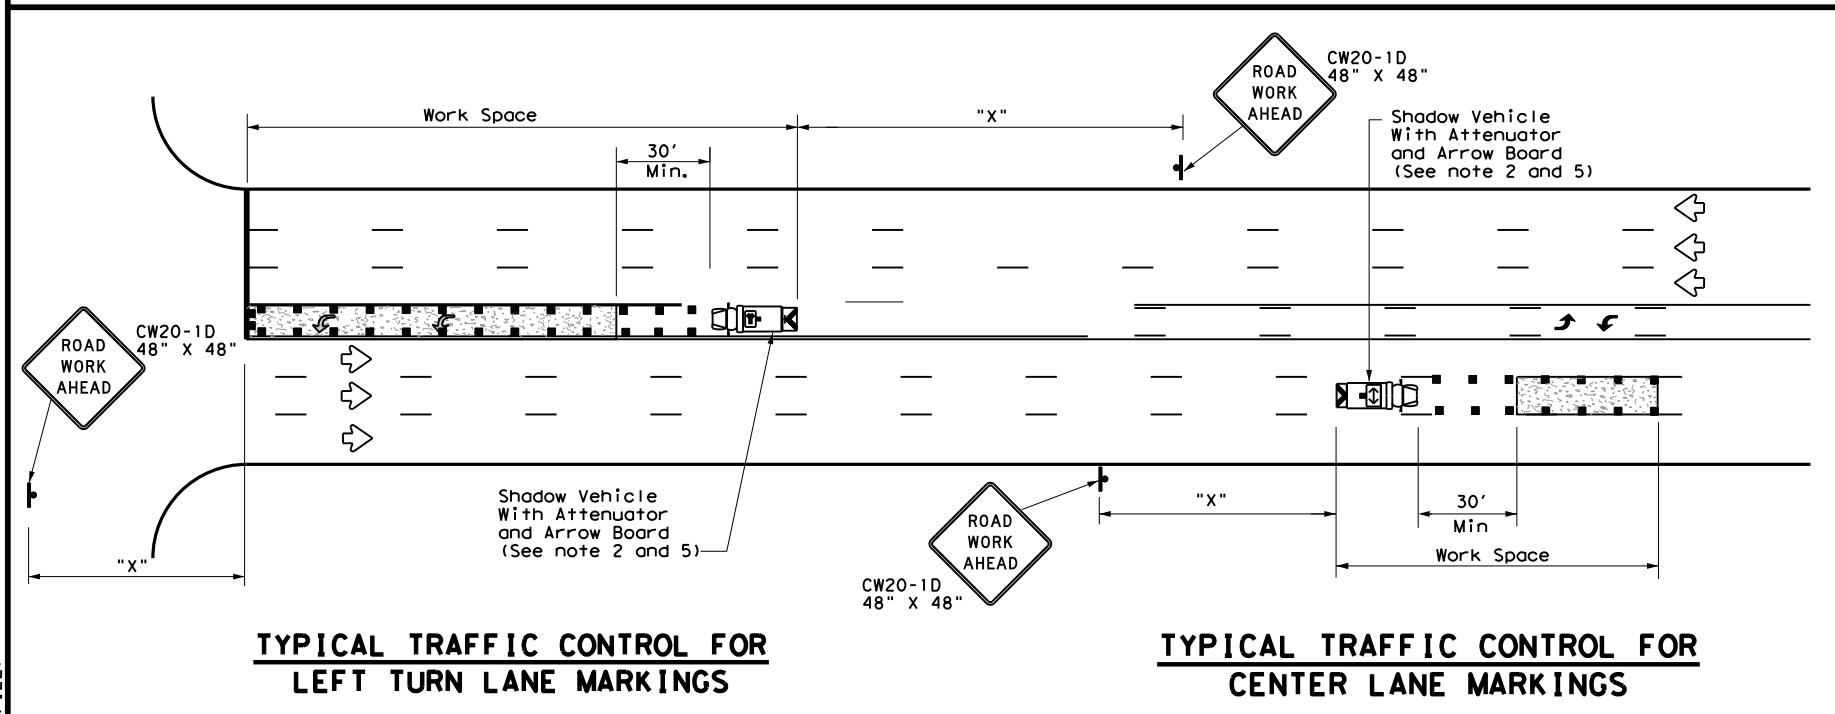 ROAD
WORK
AHEAD
CW20-1D
48" X 48"
Work Space
"X"
30'
Min.
Shadow Vehicle
With Attenuator
and Arrow Board
(See note 2 and 5)
ROAD
WORK
AHEAD
CW20-1D
48" X 48"
"X"
Shadow Vehicle
With Attenuator
and Arrow Board
(See note 2 and 5)
ROAD
WORK
AHEAD
CW20-1D
48" X 48"
"X"
30'
Min
Work Space
TYPICAL TRAFFIC CONTROL FOR
LEFT TURN LANE MARKINGS
TYPICAL TRAFFIC CONTROL FOR
CENTER LANE MARKINGS